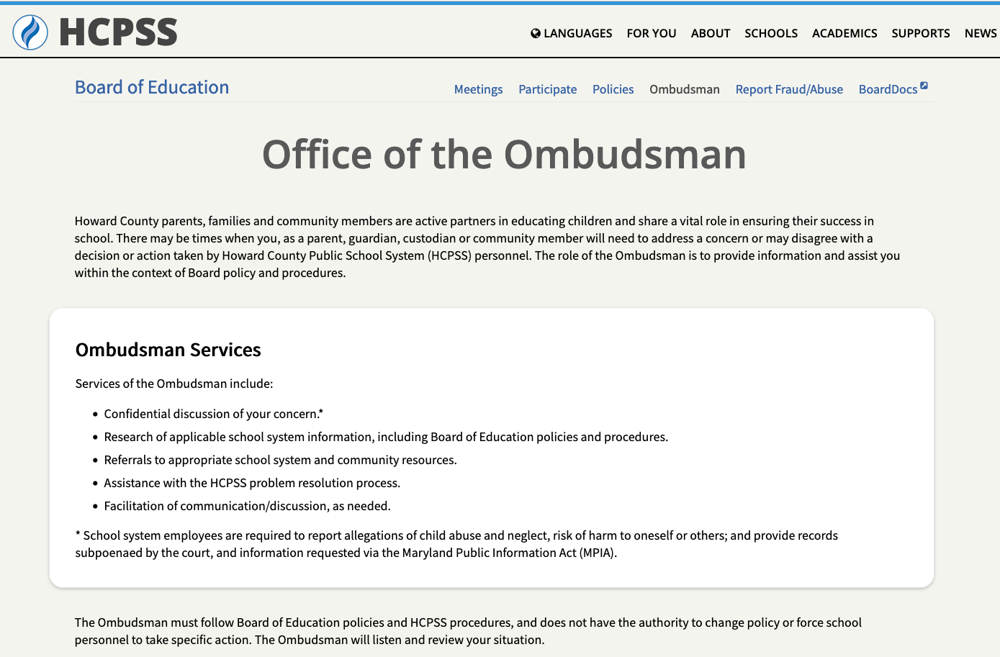 HCPSS
LANGUAGES FOR YOU ABOUT SCHOOLS ACADEMICS SUPPORTS NEWS
Board of Education
Meetings Participate Policies Ombudsman Report Fraud/Abuse BoardDocs
Office of the Ombudsman
Howard County parents, families and community members are active partners in educating children and share a vital role in ensuring their success in
school. There may be times when you, as a parent, guardian, custodian or community member will need to address a concern or may disagree with a
decision or action taken by Howard County Public School System (HCPSS) personnel. The role of the Ombudsman is to provide information and assist you
within the context of Board policy and procedures.
Ombudsman Services
Services of the Ombudsman include:
• Confidential discussion of your concern.*
• Research of applicable school system information, including Board of Education policies and procedures.
• Referrals to appropriate school system and community resources.
• Assistance with the HCPSS problem resolution process.
• Facilitation of communication/discussion, as needed.
* School system employees are required to report allegations of child abuse and neglect, risk of harm to oneself or others; and provide records
subpoenaed by the court, and information requested via the Maryland Public Information Act (MPIA).
The Ombudsman must follow Board of Education policies and HCPSS procedures, and does not have the authority to change policy or force school
personnel to take specific action. The Ombudsman will listen and review your situation.